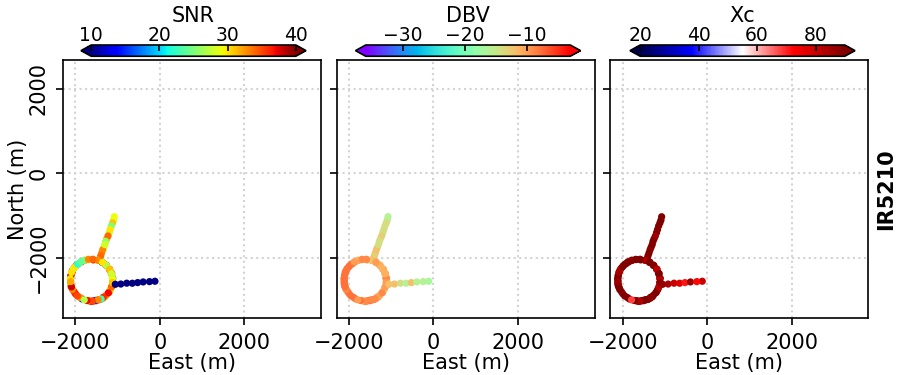 SNR DBV Xc
10 20 30 40 −30 −20 −10 20 40 60 80
2000
0
−2000
North (m)
IR5210
−2000 0 2000 −2000 0 2000 −2000 0 2000
East (m) East (m) East (m)